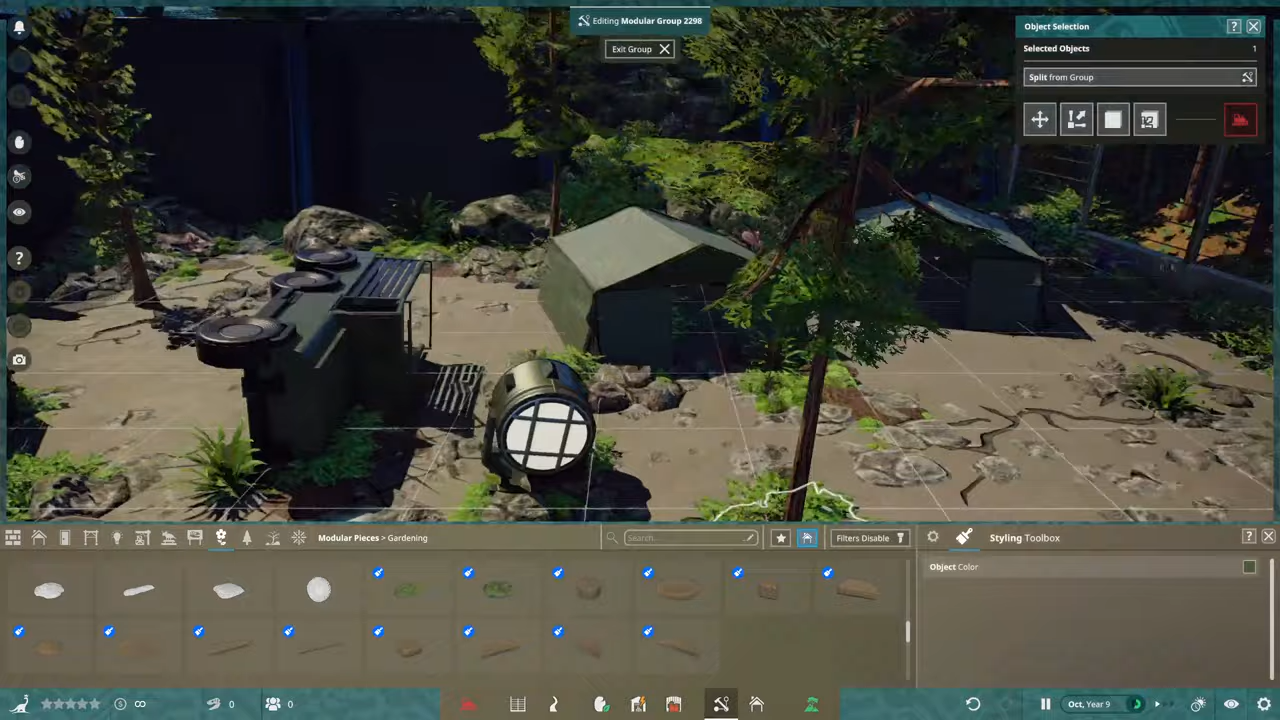 Editing Modular Group 2298
Exit Group
Object Selection
?
Selected Objects 1
Split from Group
12
?
Modular Pieces > Gardening
Search...
Filters Disable
Styling Toolbox
?
Object Color
0
0
Oct, Year 9